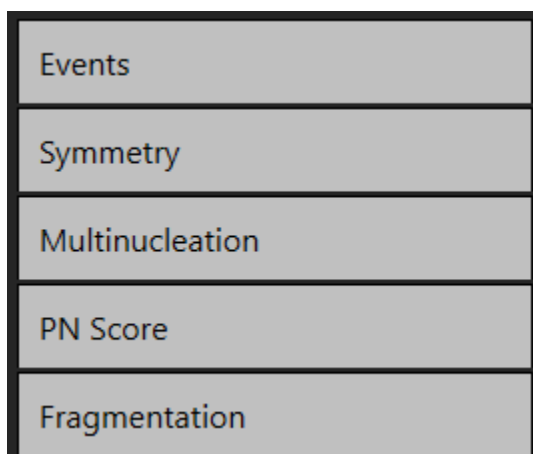 Events
Symmetry
Multinucleation
PN Score
Fragmentation